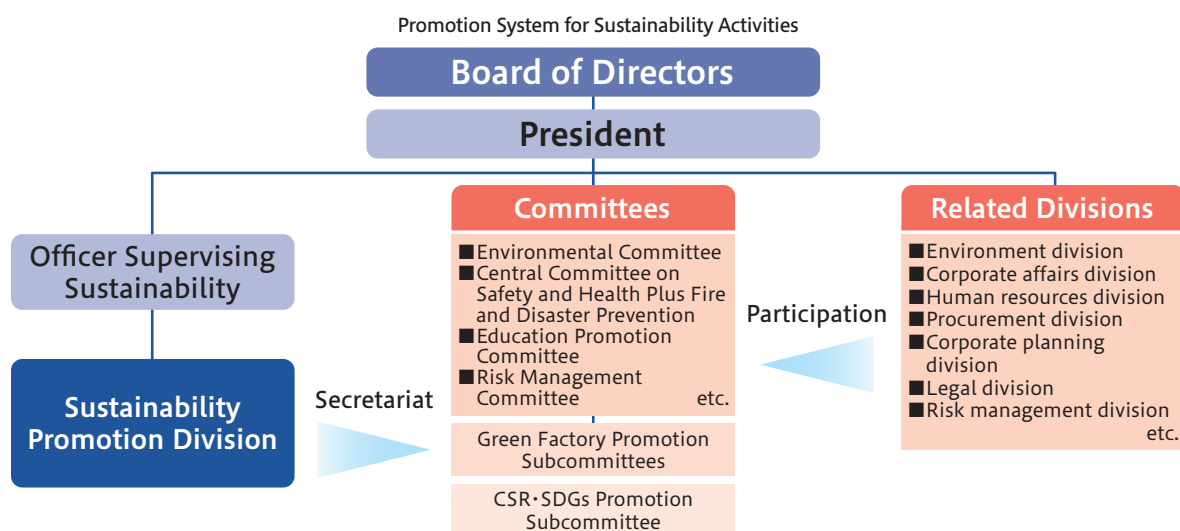 Promotion System for Sustainability Activities
Board of Directors
President
Officer Supervising
Sustainability
Sustainability
Promotion Division
Secretariat
Committees
■Environmental Committee
■Central Committee on
Safety and Health Plus Fire
and Disaster Prevention
■Education Promotion
Committee
■Risk Management
Committee etc.
Green Factory Promotion
Subcommittees
CSR・SDGs Promotion
Subcommittee
Participation
Related Divisions
■Environment division
■Corporate affairs division
■Human resources division
■Procurement division
■Corporate planning
division
■Legal division
■Risk management division
etc.